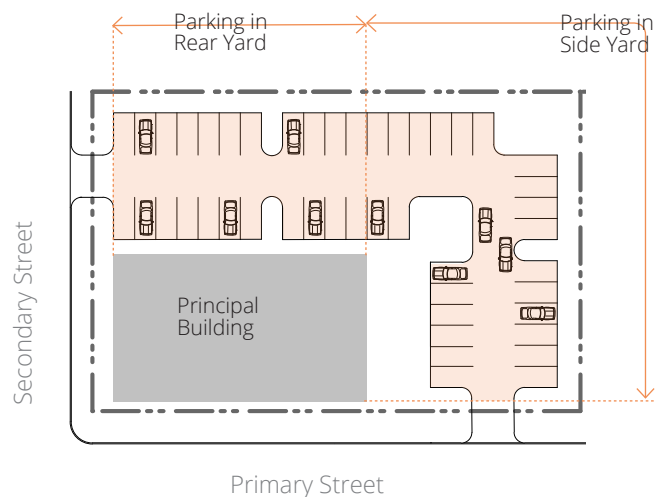 Parking in
Rear Yard
Parking in
Side Yard
Principal
Building
Secondary Street
Primary Street